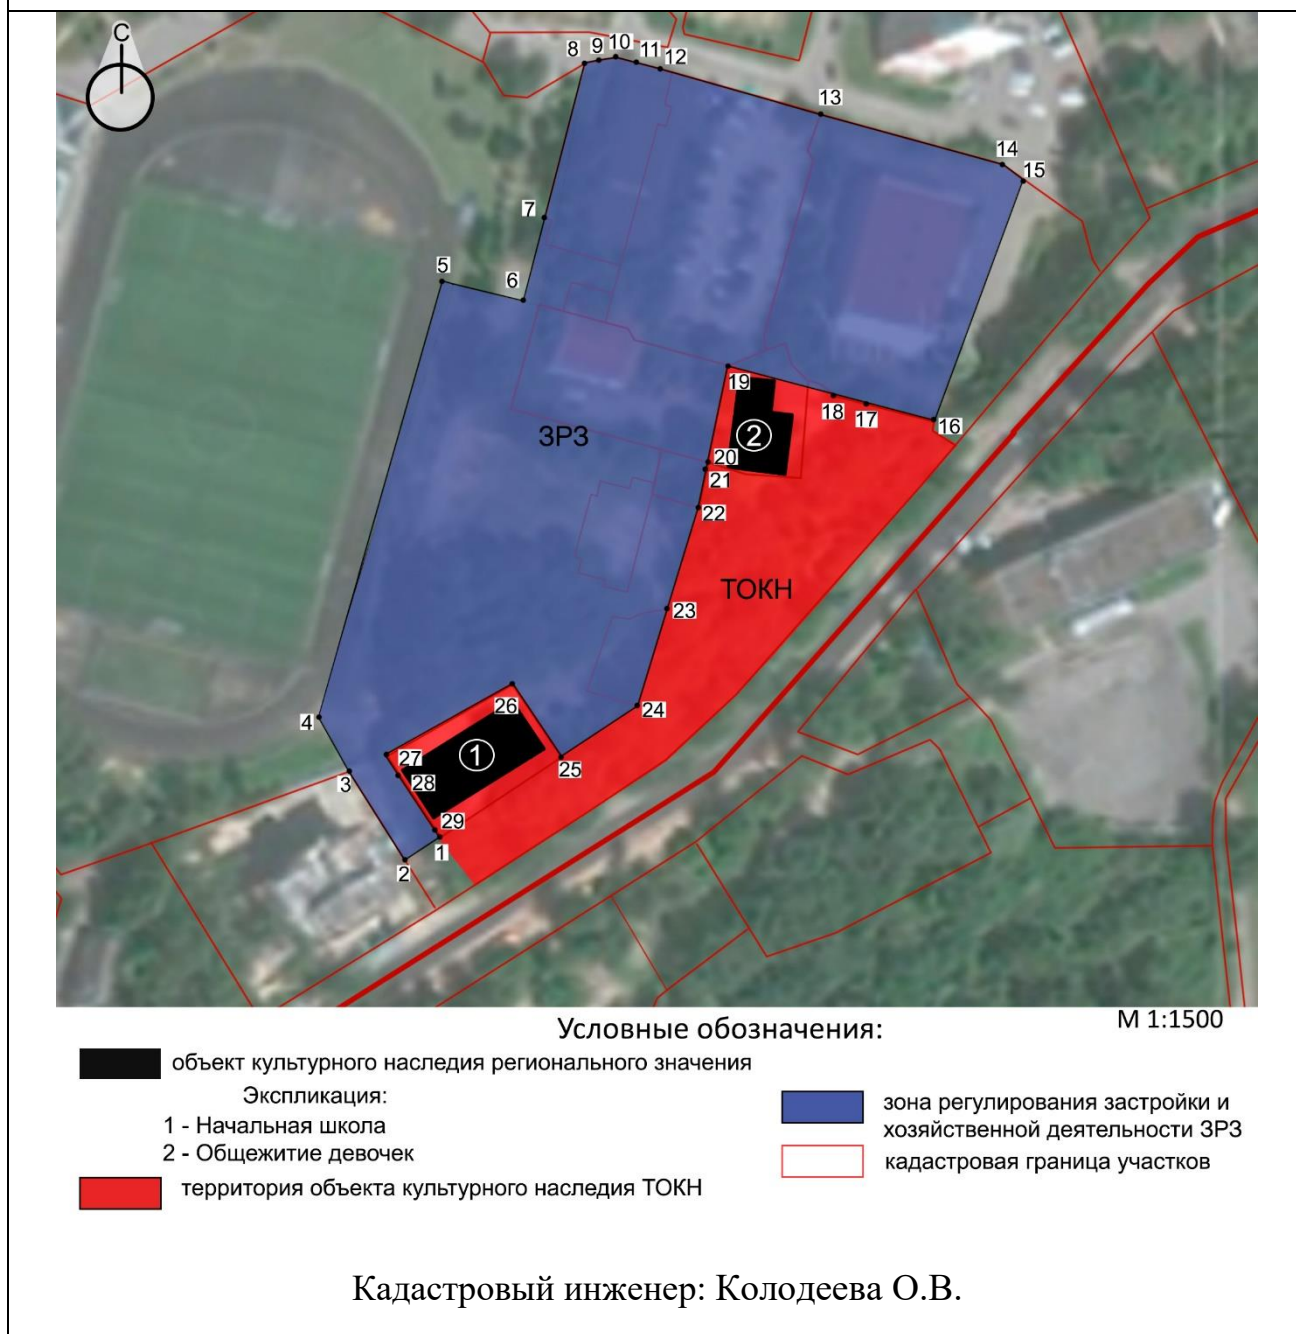 С
8 9 10 11 12
13
14
15
7
5
6
19
18
17
16
2
ЗРЗ
20
21
22
ТОКН
23
24
26
4
1
27
25
3
28
29
1
2
М 1:1500
Условные обозначения:
объект культурного наследия регионального значения
Экспликация:
1 - Начальная школа
2 - Общежитие девочек
территория объекта культурного наследия ТОКН
зона регулирования застройки и
хозяйственной деятельности ЗРЗ
кадастровая граница участков
Кадастровый инженер: Колодеева О.В.